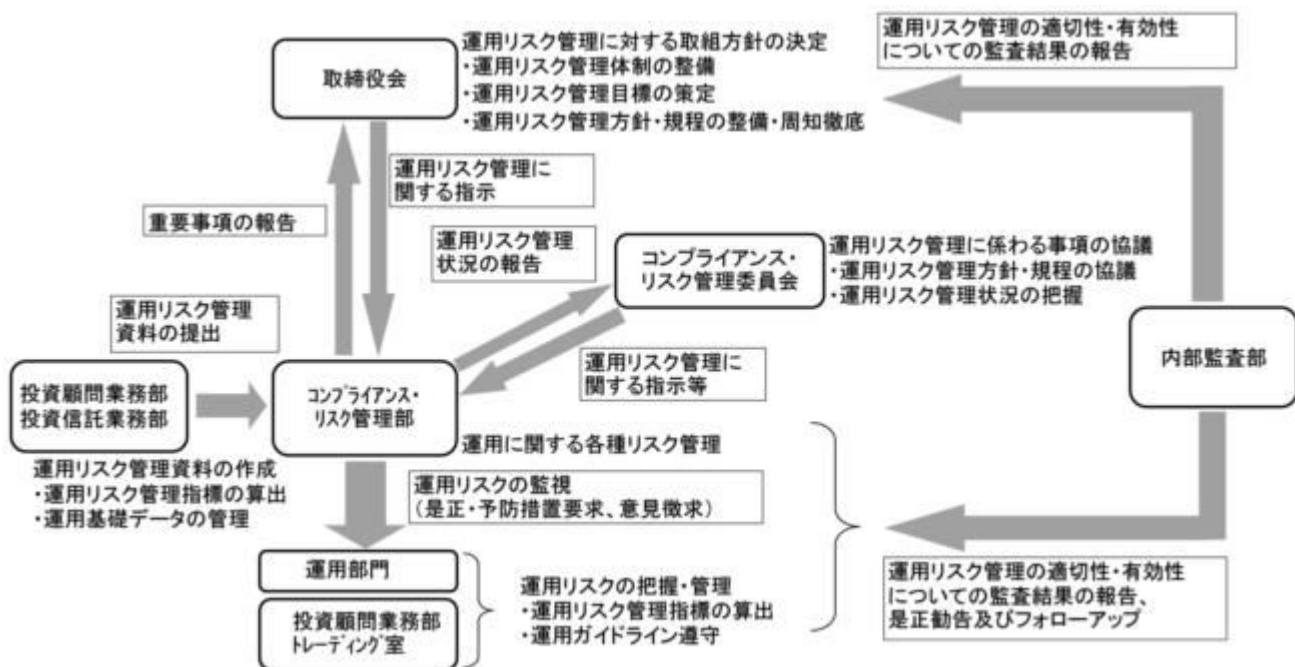 取締役会
運用リスク管理に対する取組方針の決定
・運用リスク管理体制の整備
・運用リスク管理目標の策定
・運用リスク管理方針・規程の整備・周知徹底
運用リスク管理の適切性・有効性
についての監査結果の報告
運用リスク管理に
関する指示
重要事項の報告
運用リスク管理
状況の報告
コンプライアンス・
リスク管理委員会
運用リスク管理に係わる事項の協議
・運用リスク管理方針・規程の協議
・運用リスク管理状況の把握
運用リスク管理
資料の提出
運用リスク管理に
関する指示等
内部監査部
投資顧問業務部
投資信託業務部
コンプライアンス・
リスク管理部
運用に関する各種リスク管理
運用リスク管理資料の作成
・運用リスク管理指標の算出
・運用基礎データの管理
運用リスクの監視
(是正・予防措置要求、意見徴求)
運用部門
投資顧問業務部
トレーディング室
運用リスクの把握・管理
・運用リスク管理指標の算出
・運用ガイドライン遵守
運用リスク管理の適切性・有効性
についての監査結果の報告、
是正勧告及びフォローアップ